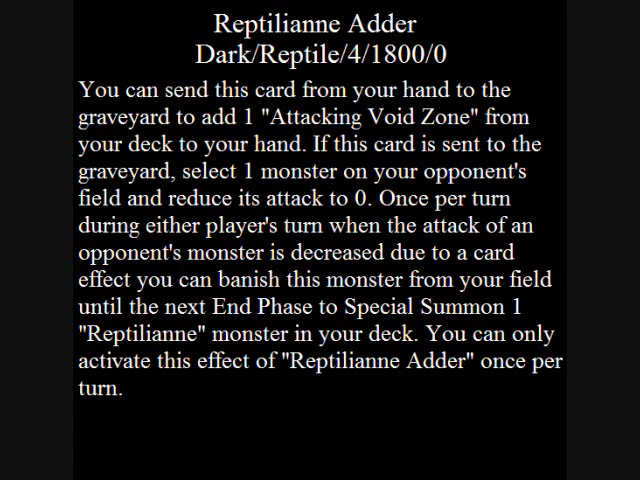 Reptilianne Adder
Dark/Reptile/4/1800/0
You can send this card from your hand to the
graveyard to add 1 "Attacking Void Zone" from
your deck to your hand. If this card is sent to the
graveyard, select 1 monster on your opponent's
field and reduce its attack to 0. Once per turn
during either player's turn when the attack of an
opponent's monster is decreased due to a card
effect you can banish this monster from your field
until the next End Phase to Special Summon 1
"Reptilianne" monster in your deck. You can only
activate this effect of "Reptilianne Adder" once per
turn.